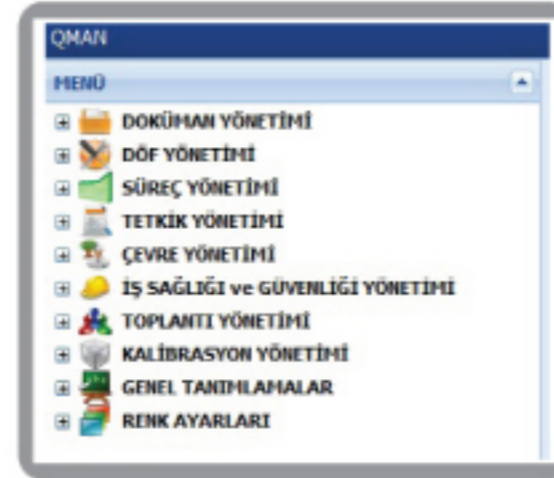 QMAN
MENÜ
DOKÜMAN YÖNETİMİ
DÖF YÖNETİMİ
SÜREÇ YÖNETİMİ
TETKİK YÖNETİMİ
ÇEVRE YÖNETİMİ
İŞ SAĞLIĞI ve GÜVENLİĞİ YÖNETİMİ
TOPLANTI YÖNETİMİ
KALİBRASYON YÖNETİMİ
GENEL TANIMLAMALAR
RENK AYARLARI